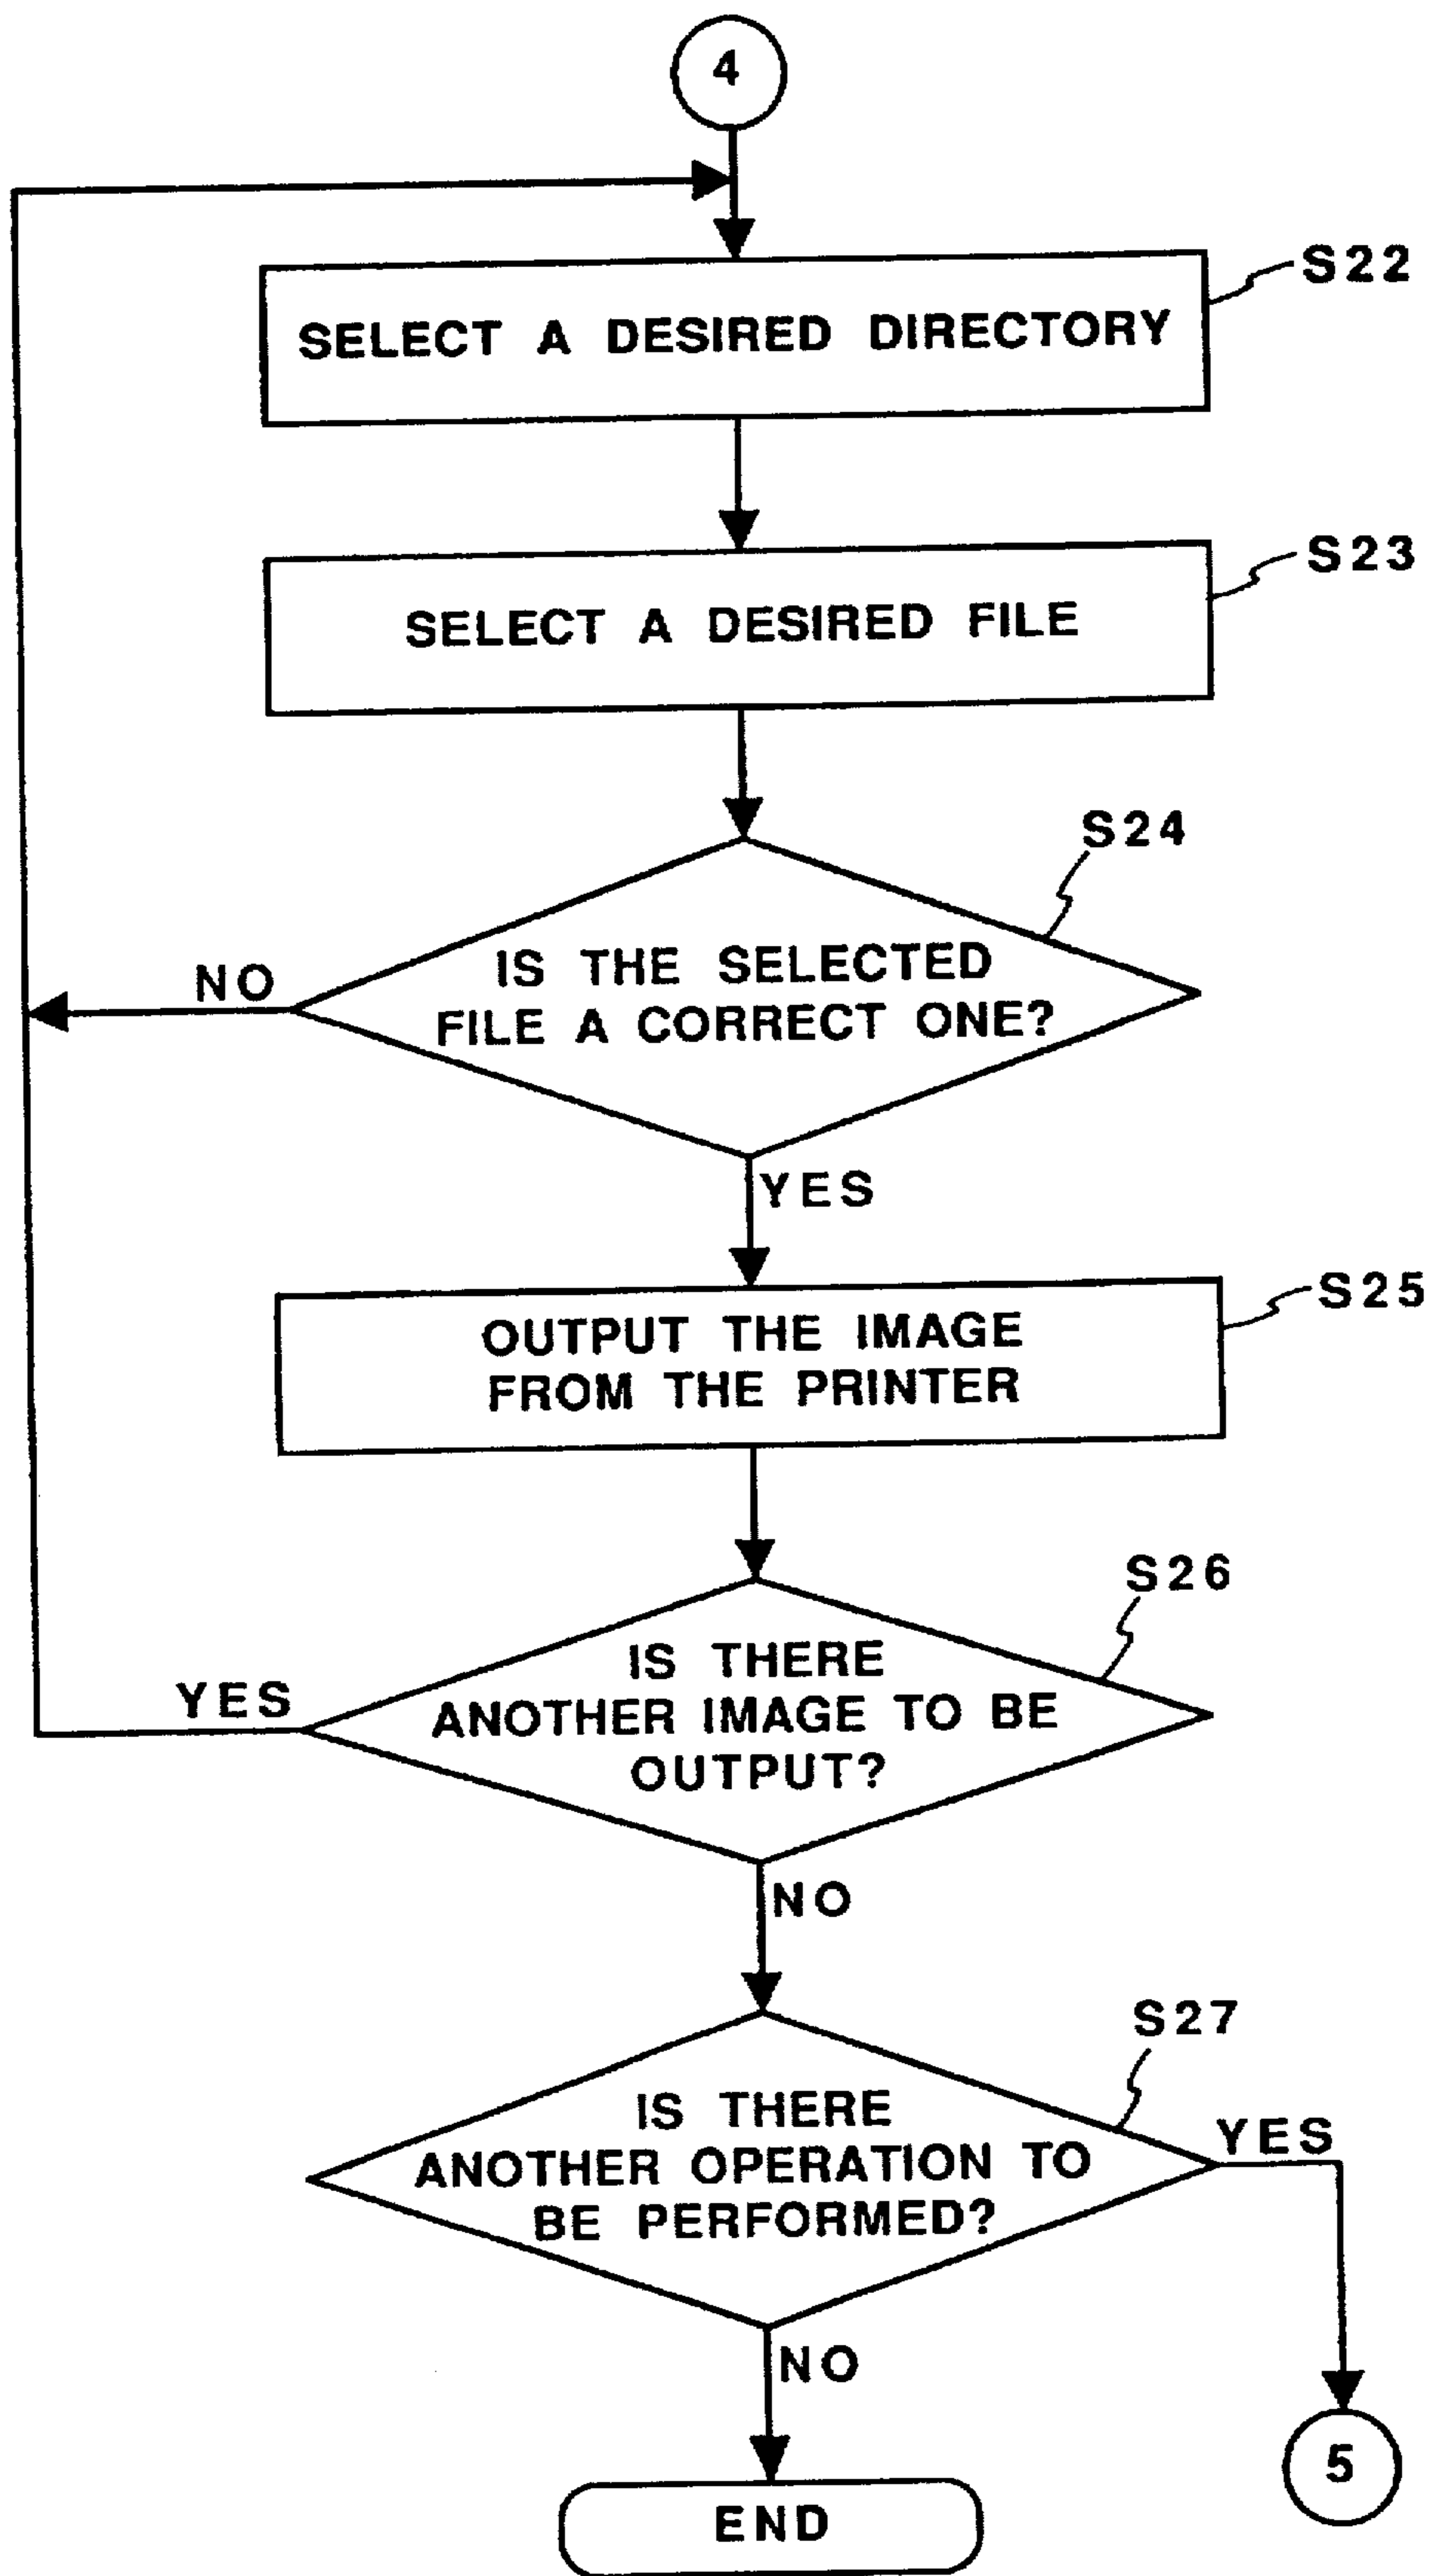 4
S22
SELECT A DESIRED DIRECTORY
S23
SELECT A DESIRED FILE
S24
IS THE SELECTED
FILE A CORRECT ONE?
NO
YES
S25
OUTPUT THE IMAGE
FROM THE PRINTER
S26
IS THERE
ANOTHER IMAGE TO BE
OUTPUT?
YES
NO
S27
IS THERE
ANOTHER OPERATION TO
BE PERFORMED?
YES
NO
5
END